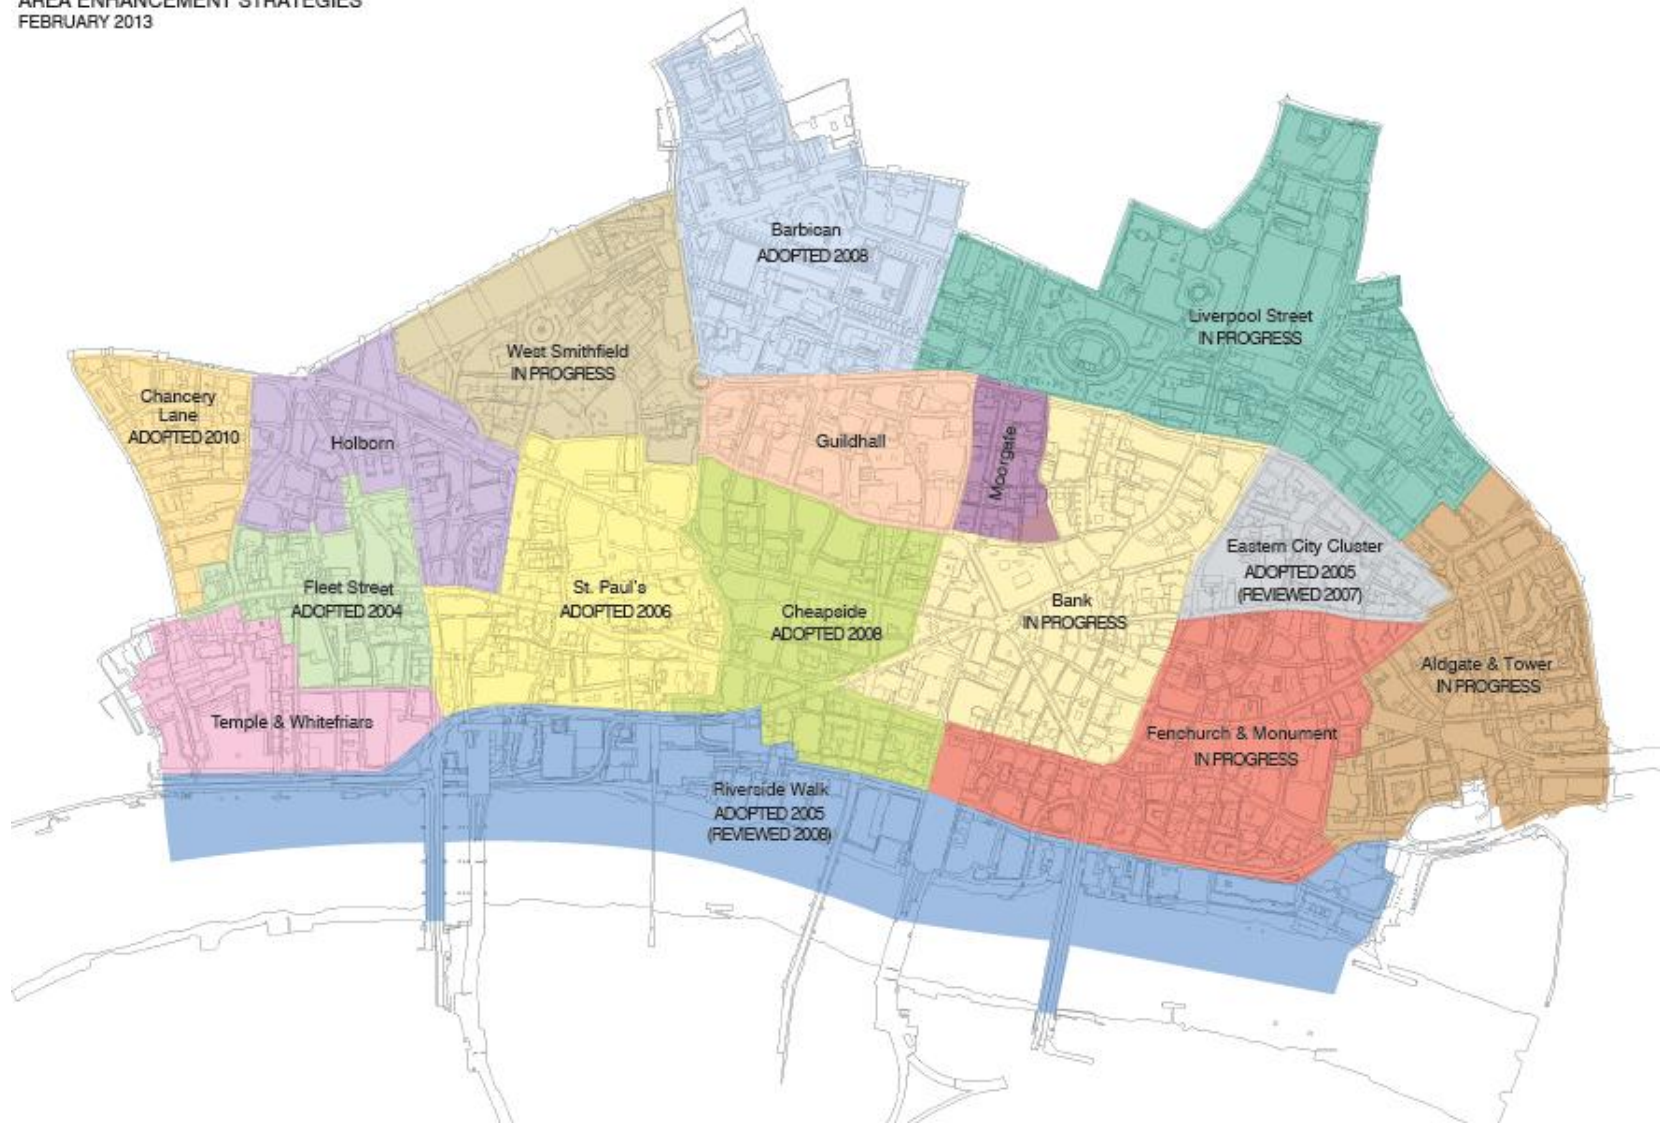 AREA ENHANCEMENT STRATEGIES
FEBRUARY 2013
Barbican
ADOPTED 2008
Liverpool Street
IN PROGRESS
West Smithfield
IN PROGRESS
Chancery
Lane
ADOPTED 2010
Holborn
Guildhall
Moorgate
Eastern City Cluster
ADOPTED 2005
(REVIEWED 2007)
Fleet Street
ADOPTED 2004
St. Paul's
ADOPTED 2006
Cheapside
ADOPTED 2008
Bank
IN PROGRESS
Aldgate & Tower
IN PROGRESS
Temple & Whitefriars
Fenchurch & Monument
IN PROGRESS
Riverside Walk
ADOPTED 2005
(REVIEWED 2008)